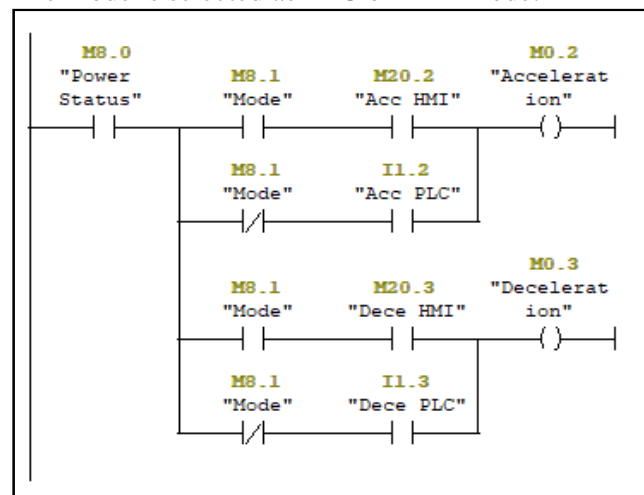 M8.0
"Power
Status"
M8.1
"Mode"
M20.2
"Acc HMI"
M0.2
"Accelerat
ion"
M8.1
"Mode"
I1.2
"Acc PLC"
M8.1
"Mode"
M20.3
"Dece HMI"
M0.3
"Decelerat
ion"
M8.1
"Mode"
I1.3
"Dece PLC"